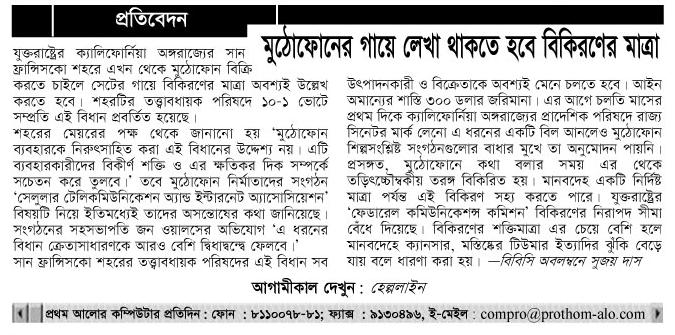 প্রতিবেদন
মুঠোফোনের গায়ে লেখা থাকতে হবে বিকিরণের মাত্রা
যুক্তরাষ্ট্রের ক্যালিফোর্নিয়া অঙ্গরাজ্যের সান
ফ্রান্সিসকো শহরে এখন থেকে মুঠোফোন বিক্রি
করতে চাইলে সেটের গায়ে বিকিরণের মাত্রা অবশ্যই উল্লেখ
করতে হবে। শহরটির তত্ত্বাবধায়ক পরিষদে ১০-১ ভোটে
সম্প্রতি এই বিধান প্রবর্তিত হয়েছে।
শহরের মেয়রের পক্ষ থেকে জানানো হয় ‘মুঠোফোন
ব্যবহারকে নিরুৎসাহিত করা এই বিধানের উদ্দেশ্য নয়। এটি
ব্যবহারকারীদের বিকীর্ণ শক্তি ও এর ক্ষতিকর দিক সম্পর্কে
সচেতন করে তুলবে।’ তবে মুঠোফোন নির্মাতাদের সংগঠন
‘সেলুলার টেলিকমিউনিকেশন অ্যান্ড ইন্টারনেট অ্যাসোসিয়েশন’
বিষয়টি নিয়ে ইতিমধ্যেই তাদের অসন্তোষের কথা জানিয়েছে।
সংগঠনের সহসভাপতি জন ওয়ালসের অভিযোগ ‘এ ধরনের
বিধান ক্রেতাসাধারণকে আরও বেশি দ্বিধাদ্বন্দ্বে ফেলবে।’
সান ফ্রান্সিসকো শহরের তত্ত্বাবধায়ক পরিষদের এই বিধান সব
উৎপাদনকারী ও বিক্রেতাকে অবশ্যই মেনে চলতে হবে। আইন
অমান্যের শাস্তি ৩০০ ডলার জরিমানা। এর আগে চলতি মাসের
প্রথম দিকে ক্যালিফোর্নিয়া অঙ্গরাজ্যের প্রাদেশিক পরিষদে রাজ্য
সিনেটর মার্ক লেনো এ ধরনের একটি বিল আনলেও মুঠোফোন
শিল্পসংশ্লিষ্ট সংগঠনগুলোর বাধার মুখে তা অনুমোদন পায়নি।
প্রসঙ্গত, মুঠোফোনে কথা বলার সময় এর থেকে
তড়িৎচৌম্বকীয় তরঙ্গ বিকিরিত হয়। মানবদেহ একটি নির্দিষ্ট
মাত্রা পর্যন্ত এই বিকিরণ সহ্য করতে পারে। যুক্তরাষ্ট্রের
‘ফেডারেল কমিউনিকেশন্স কমিশন’ বিকিরণের নিরাপদ সীমা
বেঁধে দিয়েছে। বিকিরণের শক্তিমাত্রা এর চেয়ে বেশি হলে
মানবদেহে ক্যানসার, মস্তিষ্কের টিউমার ইত্যাদির ঝুঁকি বেড়ে
যায় বলে ধারণা করা হয়। —বিবিসি অবলম্বনে সুজয় দাস
আগামীকাল দেখুন : হেল্পলাইন
প্রথম আলোর কম্পিউটার প্রতিদিন : ফোন : ৮১১০০৭৮-৮১; ফ্যাক্স : ৯১৩০৪৯৬, ই-মেইল : compro@prothom-alo.com